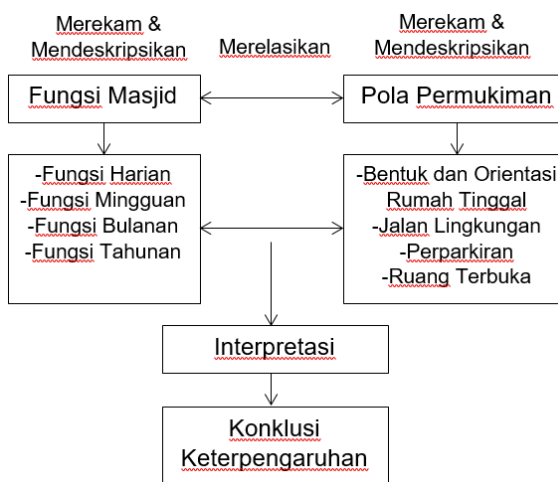 Merekam &
Mendeskripsikan
Merelasikan
Merekam &
Mendeskripsikan
Fungsi Masjid
Pola Permukiman
-Fungsi Harian
-Fungsi Mingguan
-Fungsi Bulanan
-Fungsi Tahunan
-Bentuk dan Orientasi
Rumah Tinggal
-Jalan Lingkungan
-Perparkiran
-Ruang Terbuka
Interpretasi
Konklusi
Keterpengaruhan